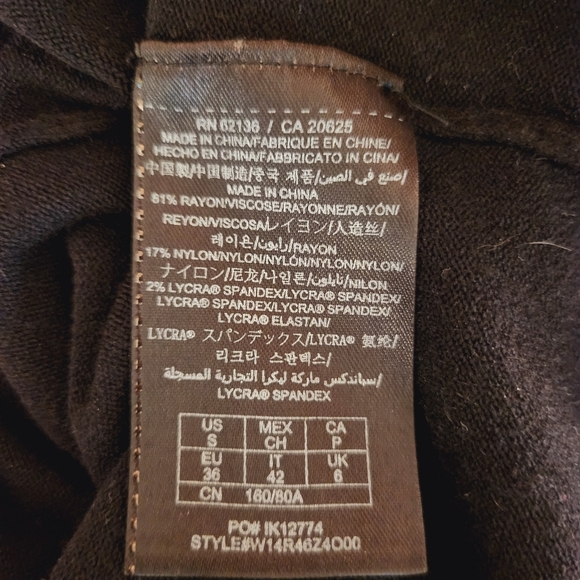 RN 62136 / CA 20625
MADE IN CHINA/FABRIQUE EN CHINE/
HECHO EN CHINA/FABBRICATO IN CINA/
中国製/中国制造/중국 제품/صنع في الصين/
MADE IN CHINA
81% RAYON/VISCOSE/RAYONNE/RAYÓN/
REYON/VISCOSA/レイヨン/人造丝/
레이온/رايون/RAYON
17% NYLON/NYLON/NYLÓN/NYLON/NYLON/
ナイロン/尼龙/나일론/نايلون/NILON
2% LYCRA® SPANDEX/LYCRA® SPANDEX/
LYCRA® SPANDEX/LYCRA® SPANDEX/
LYCRA® ELASTAN/
LYCRA® スパンデックス/LYCRA® 氨纶/
리크라 스판덱스/
سباندكس ماركة ليكرا التجارية المسجلة/
LYCRA® SPANDEX
US MEX CA
S CH P
EU IT UK
36 42 6
CN 160/80A
PO# IK12774
STYLE#W14R46Z4O00